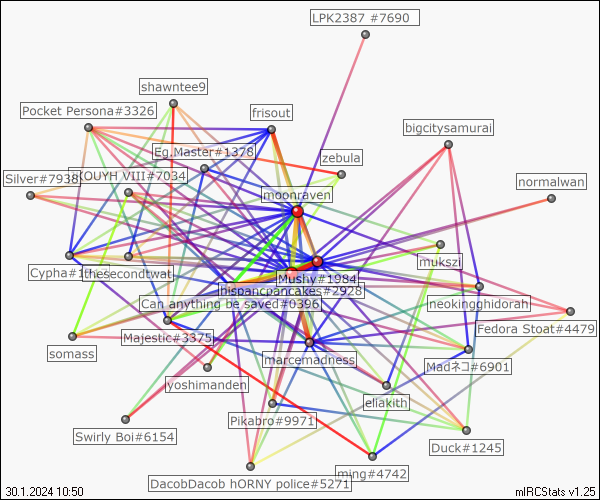 LPK2387 #7690
shawntee9
Pocket Persona#3326
frisout
bigcitysamurai
Eg.Master#1378
zebula
Silver#7938
KOUYH VIII#7034
normalwan
moonraven
mukszi
Cypha#1
thesecondtwat
Mushy#1984
hispancpancakes#2928
Can anything be saved#0396
neokingghidorah
Fedora Stoat#4479
Majestic#3375
somass
marcemadness
Madネコ#6901
yoshimanden
ellakith
Pikabro#9971
Swirly Boi#6154
Duck#1245
ming#4742
DacobDacob hORNY police#5271
30.1.2024 10:50
mIRCStats v1.25